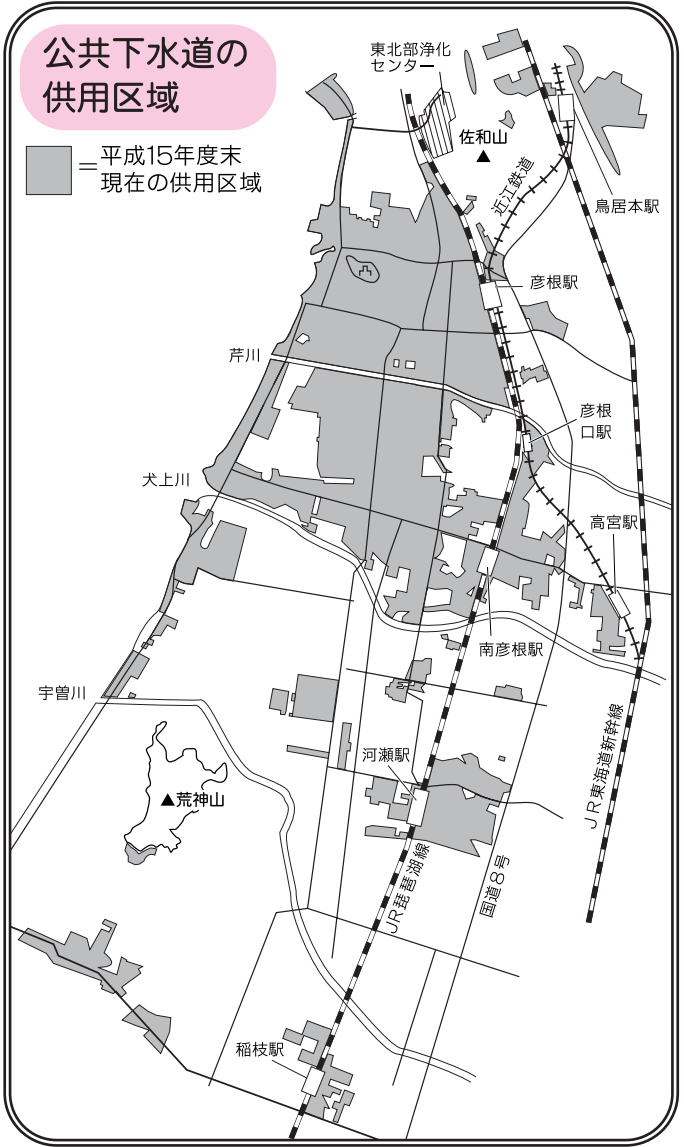 公共下水道の
供用区域
=平成15年度末
現在の供用区域
東北部浄化
センター
佐和山
近江鉄道
鳥居本駅
彦根駅
芹川
彦根
口駅
犬上川
高宮駅
南彦根駅
宇曽川
河瀬駅
荒神山
JR東海道新幹線
JR琵琶湖線
国道8号
稲枝駅